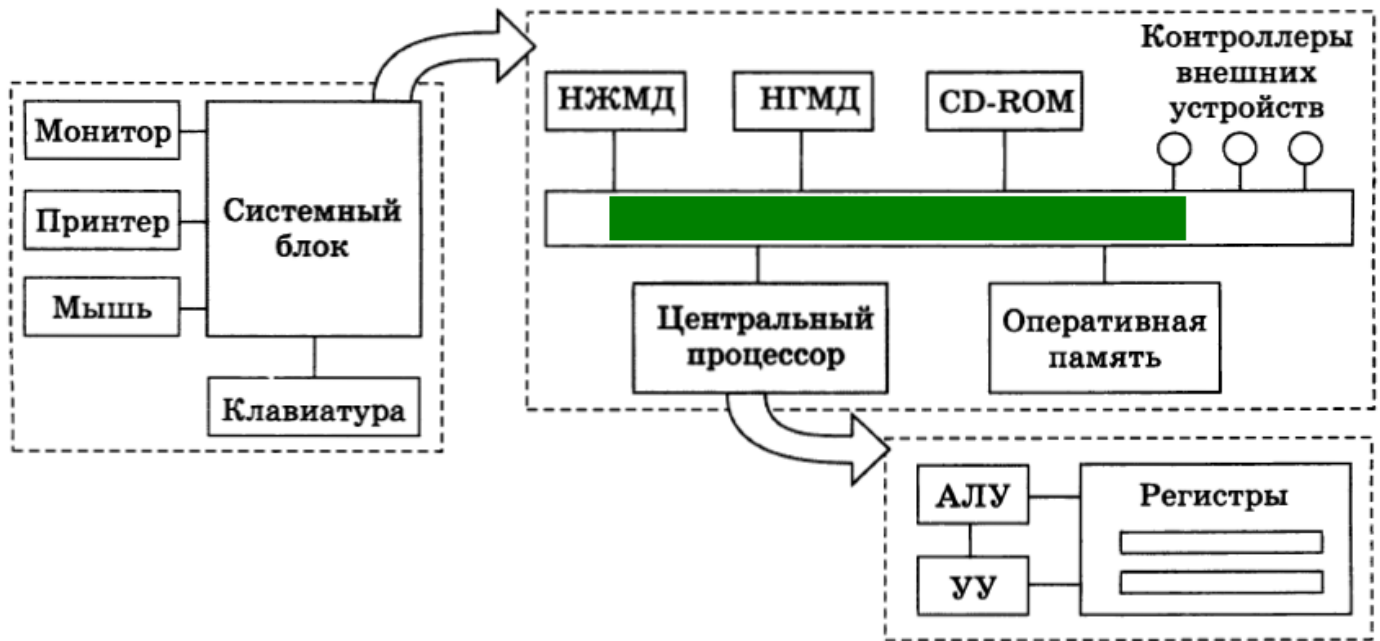 Монитор
Принтер
Мышь
Системный
блок
Клавиатура
НЖМД
НГМД
CD-ROM
Контроллеры
внешних
устройств
Центральный
процессор
Оперативная
память
АЛУ
УУ
Регистры